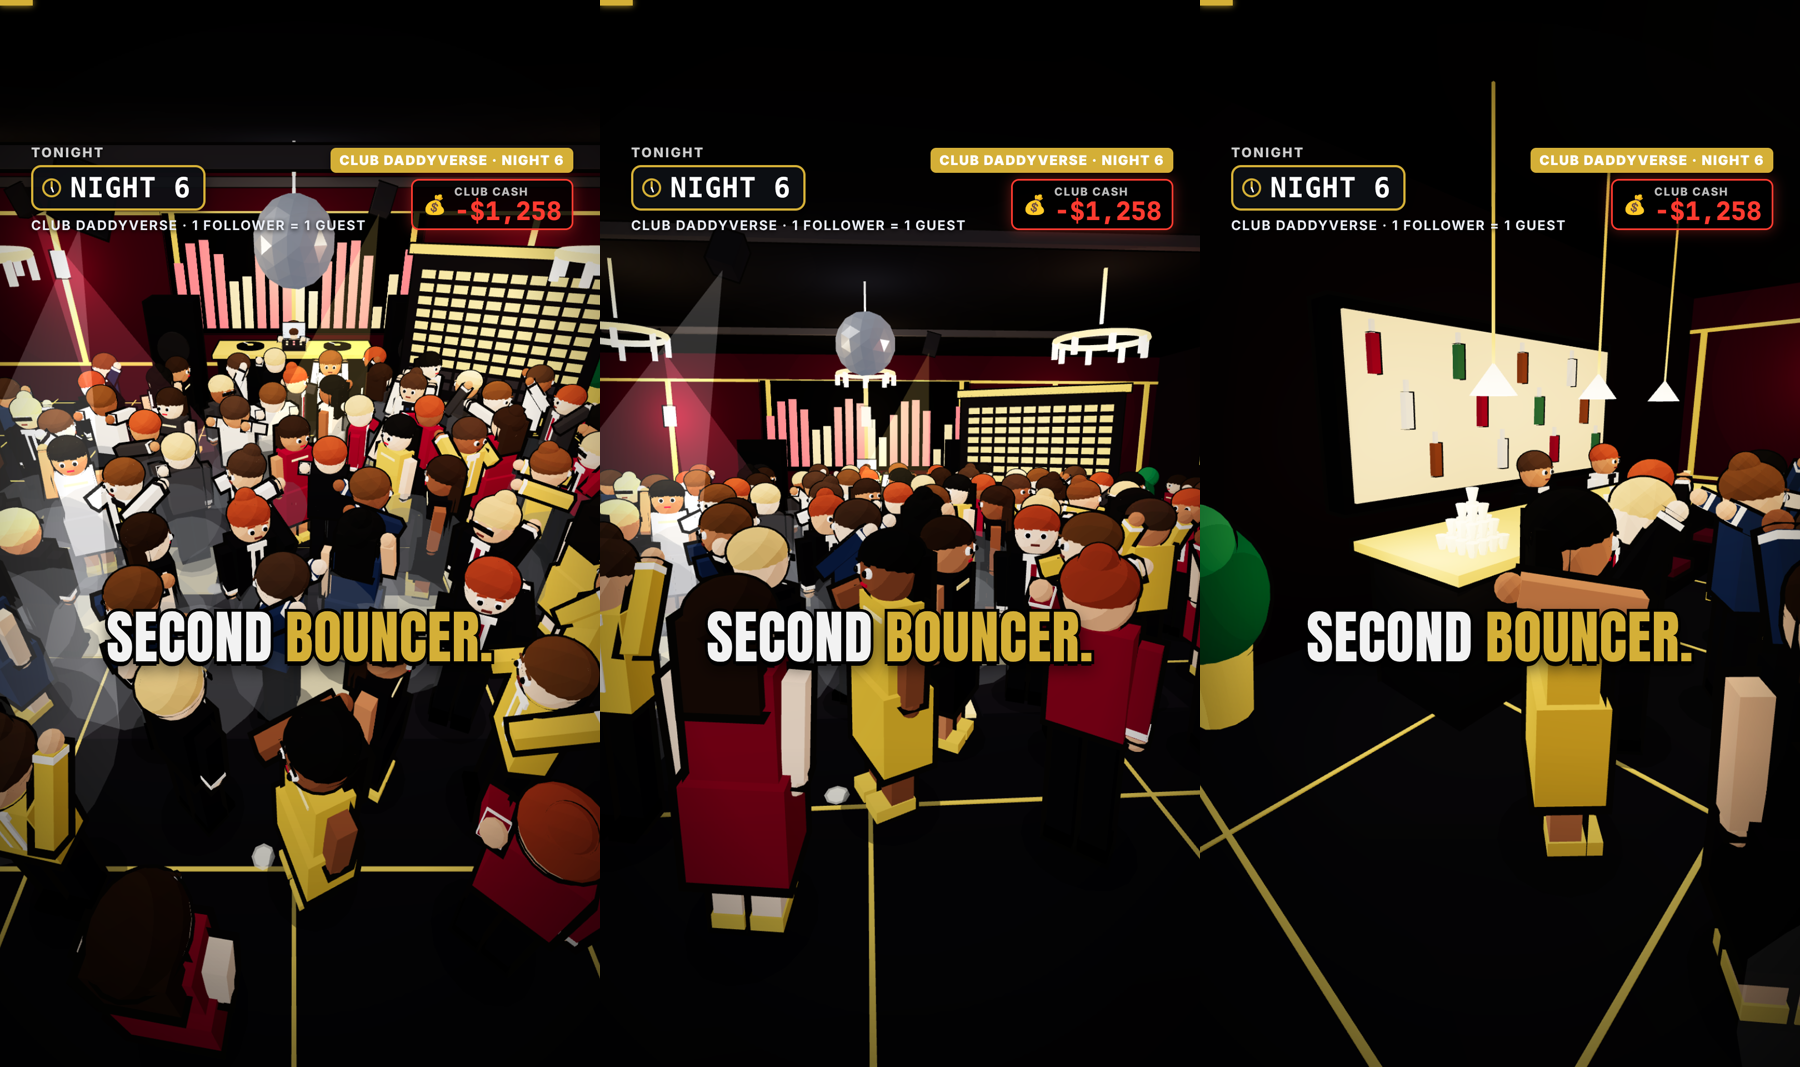 TONIGHT
NIGHT 6
CLUB DADDYVERSE · 1 FOLLOWER = 1 GUEST
CLUB DADDYVERSE · NIGHT 6
CLUB CASH
-$1,258
SECOND BOUNCER.
TONIGHT
NIGHT 6
CLUB DADDYVERSE · 1 FOLLOWER = 1 GUEST
CLUB DADDYVERSE · NIGHT 6
CLUB CASH
-$1,258
SECOND BOUNCER.
TONIGHT
NIGHT 6
CLUB DADDYVERSE · 1 FOLLOWER = 1 GUEST
CLUB DADDYVERSE · NIGHT 6
CLUB CASH
-$1,258
SECOND BOUNCER.